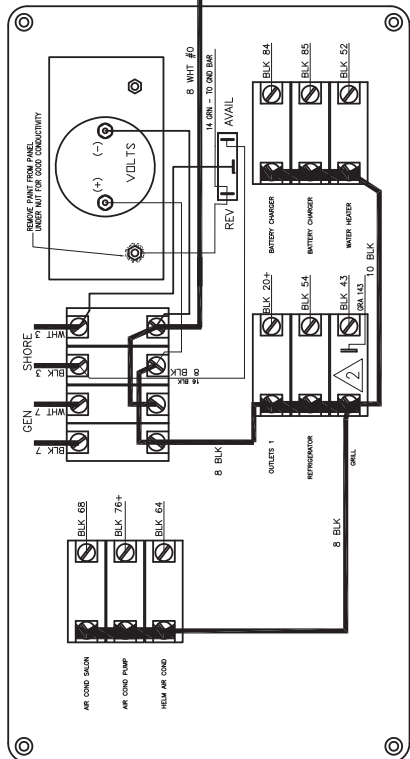 8 WHT #0
14 GRN - TO GND BAR
REMOVE PAINT FROM PANEL
UNDER NUT FOR GOOD CONDUCTIVITY
(-)
(+)
VOLTS
AVAIL
REV
BLK 84
BLK 85
BLK 52
BATTERY CHARGER
BATTERY CHARGER
WATER HEATER
10 BLK
SHORE
WHT 3
BLK 3
GEN
WHT 7
BLK 7
8 BLK
16 BLK
8 BLK
BLK 20+
BLK 54
BLK 43
GRA 143
2
OUTLETS 1
REFRIGERATOR
GRILL
8 BLK
BLK 68
BLK 76+
BLK 64
AIR COND SALON
AIR COND PUMP
HELM AIR COND